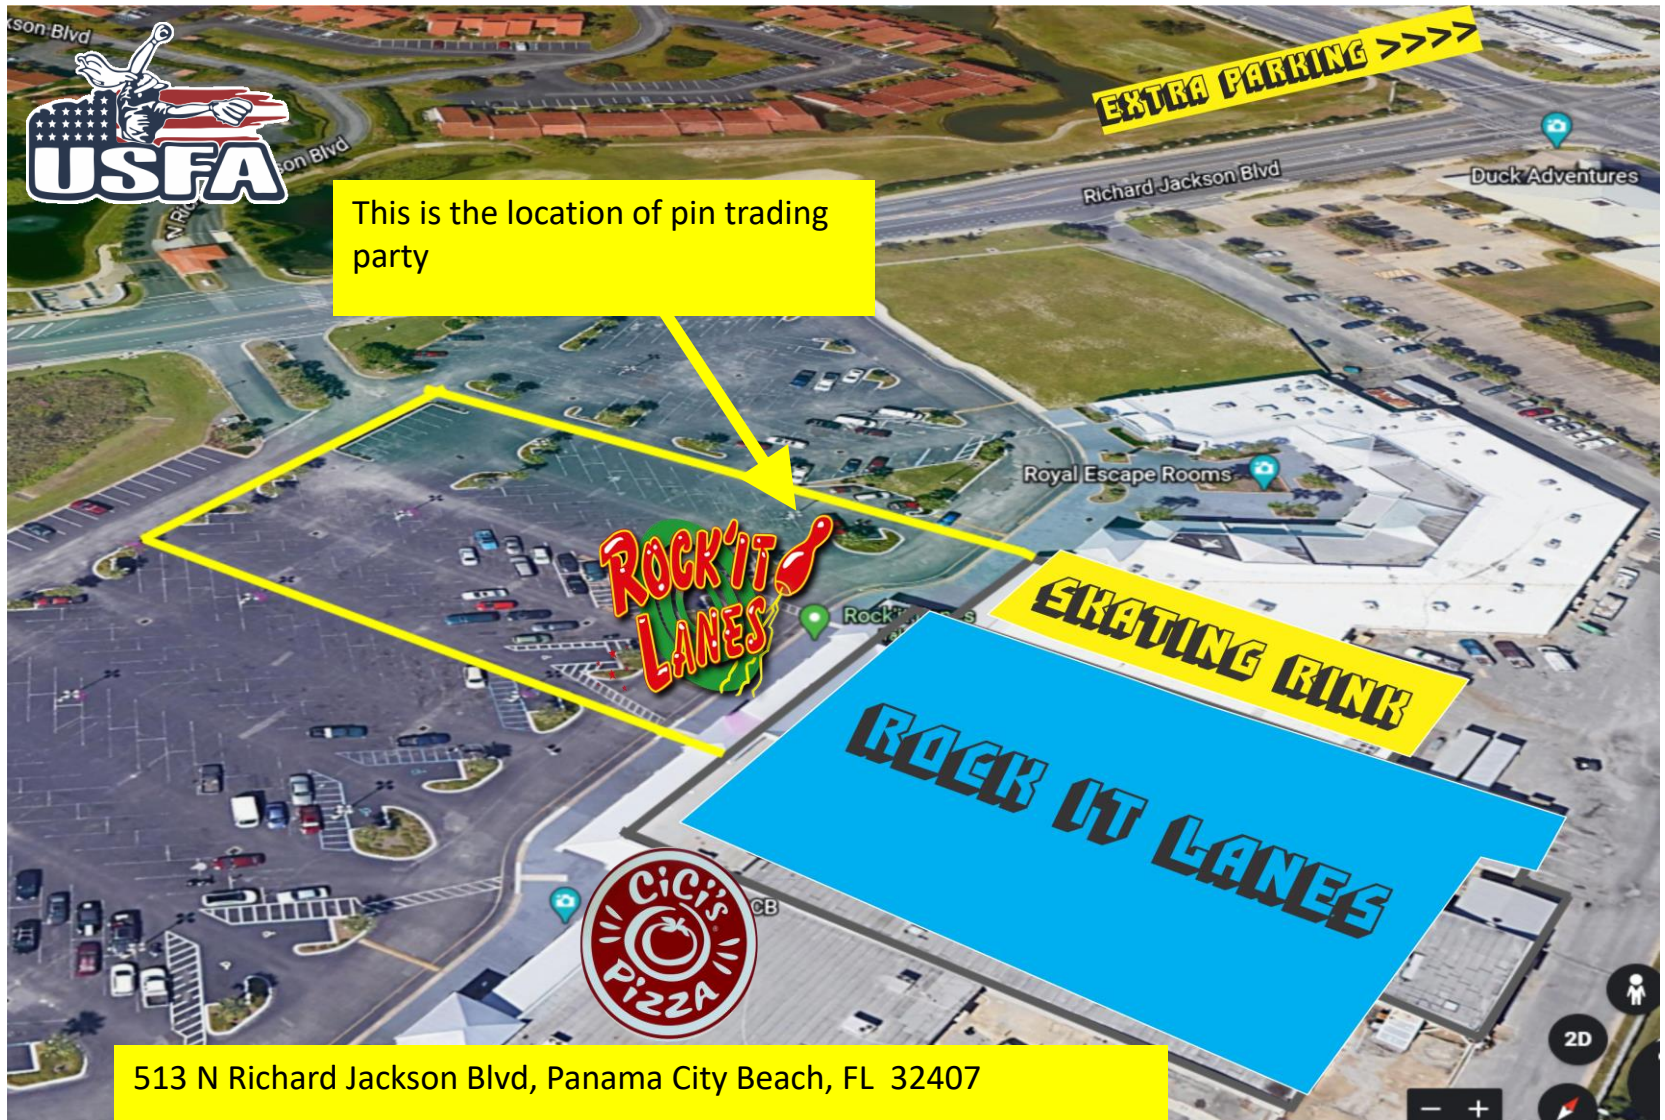 kson Blvd
EXTRA PARKING >>>>
USFA
son Blvd
Duck Adventures
Richard Jackson Blvd
This is the location of pin trading
party
N Ric
Royal Escape Rooms
ROCK'IT
LANES
SKATING RINK
ROCK IT LANES
CiCi's
PIZZA
CB
2D
513 N Richard Jackson Blvd, Panama City Beach, FL 32407